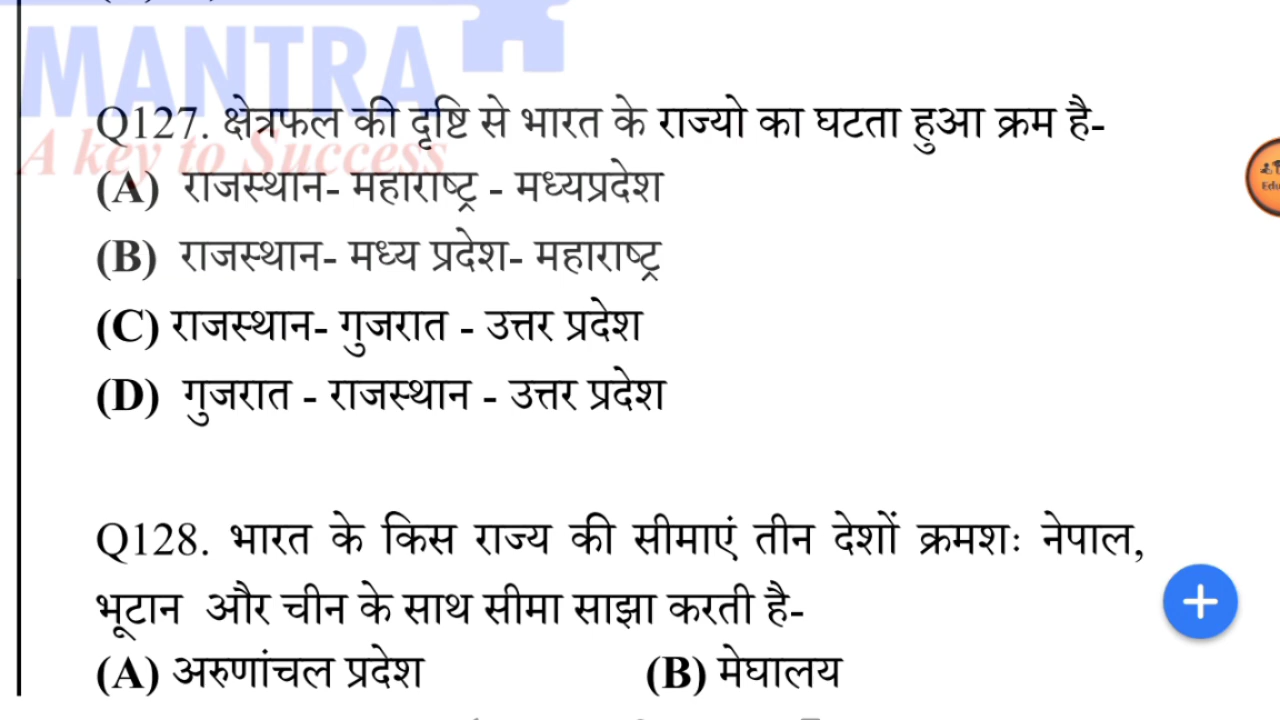 MANTRA
A key to Success
Q127. क्षेत्रफल की दृष्टि से भारत के राज्यो का घटता हुआ क्रम है-
(A) राजस्थान- महाराष्ट्र - मध्यप्रदेश
(B) राजस्थान- मध्य प्रदेश- महाराष्ट्र
(C) राजस्थान- गुजरात - उत्तर प्रदेश
(D) गुजरात - राजस्थान - उत्तर प्रदेश
Q128. भारत के किस राज्य की सीमाएं तीन देशों क्रमशः नेपाल,
भूटान और चीन के साथ सीमा साझा करती है-
(A) अरुणांचल प्रदेश (B) मेघालय